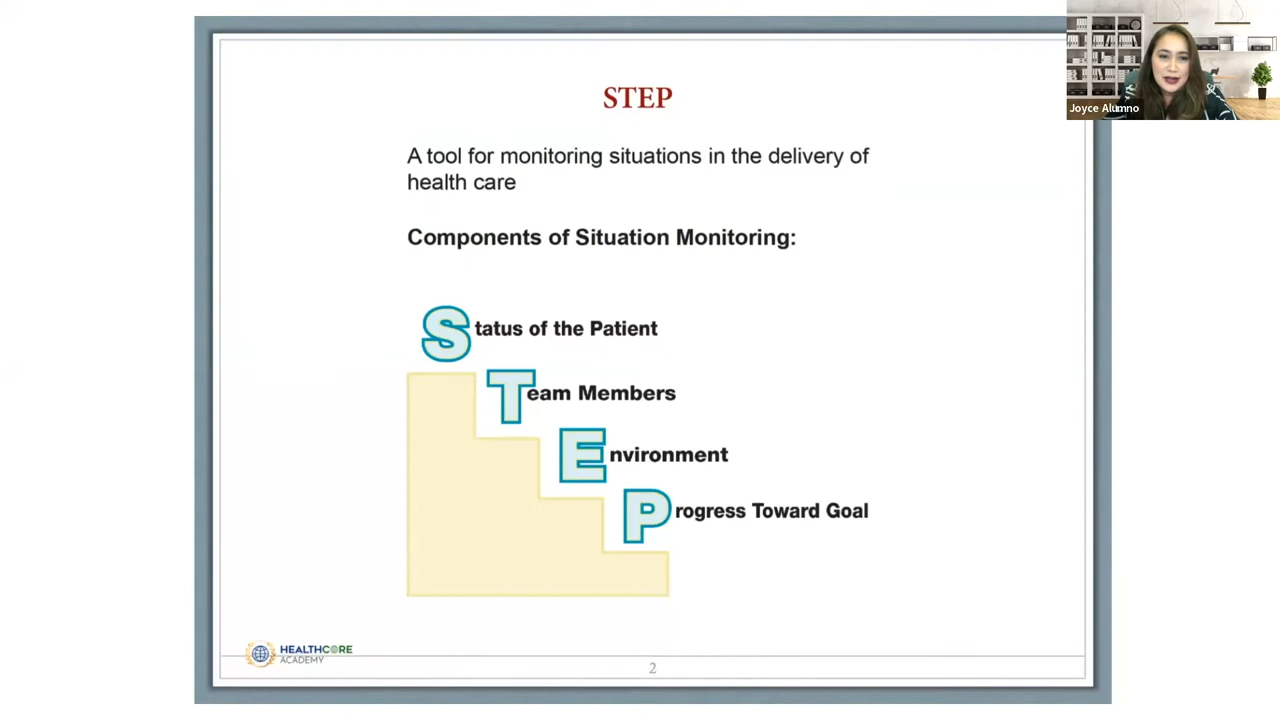 STEP
A tool for monitoring situations in the delivery of
health care
Components of Situation Monitoring:
Status of the Patient
Team Members
Environment
Progress Toward Goal
HEALTHCORE
ACADEMY
2
Joyce Alumno